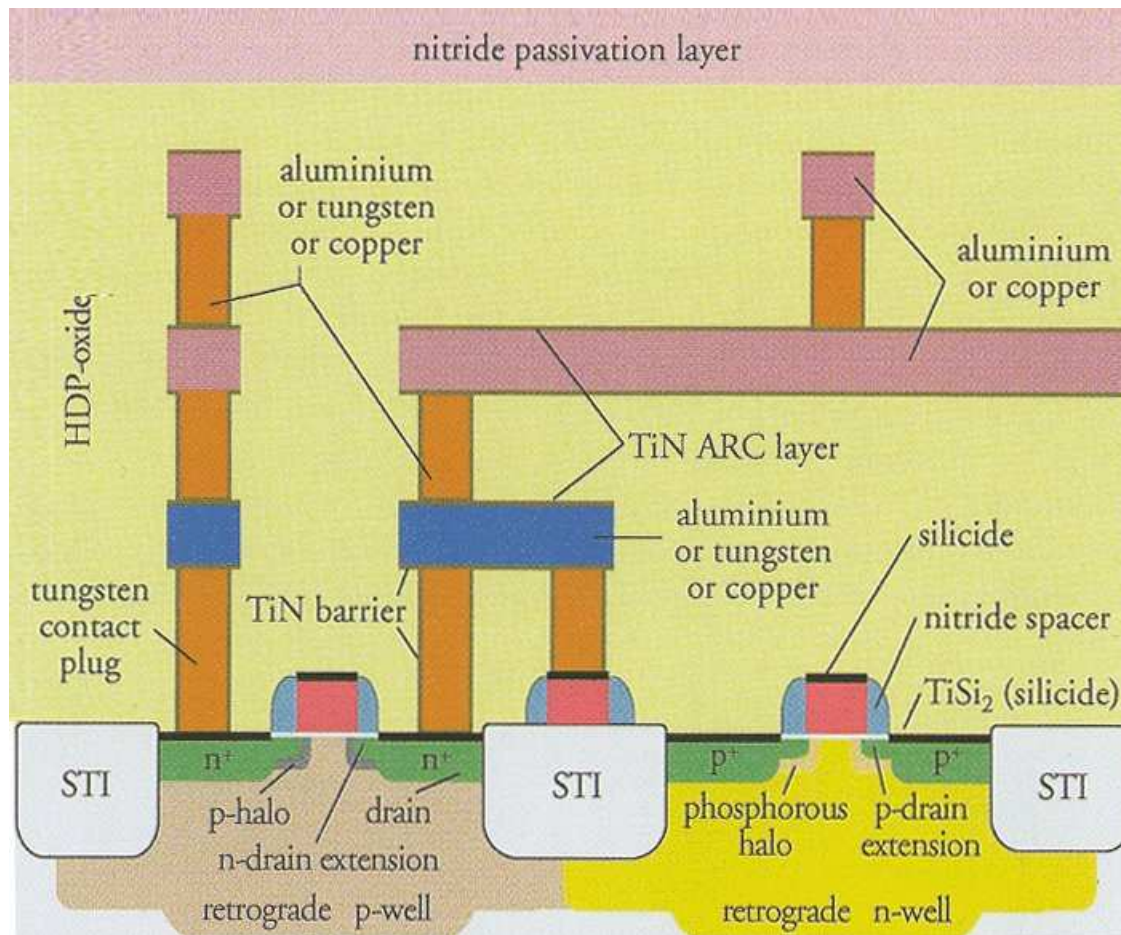 nitride passivation layer
aluminium
or tungsten
or copper
aluminium
or copper
HDP-oxide
TiN ARC layer
aluminium
or tungsten
or copper
silicide
tungsten
contact
plug
TiN barrier
nitride spacer
TiSi₂ (silicide)
STI
n⁺
n⁺
STI
p⁺
p⁺
STI
p-halo
drain
n-drain extension
phosphorous
halo
p-drain
extension
retrograde p-well
retrograde n-well